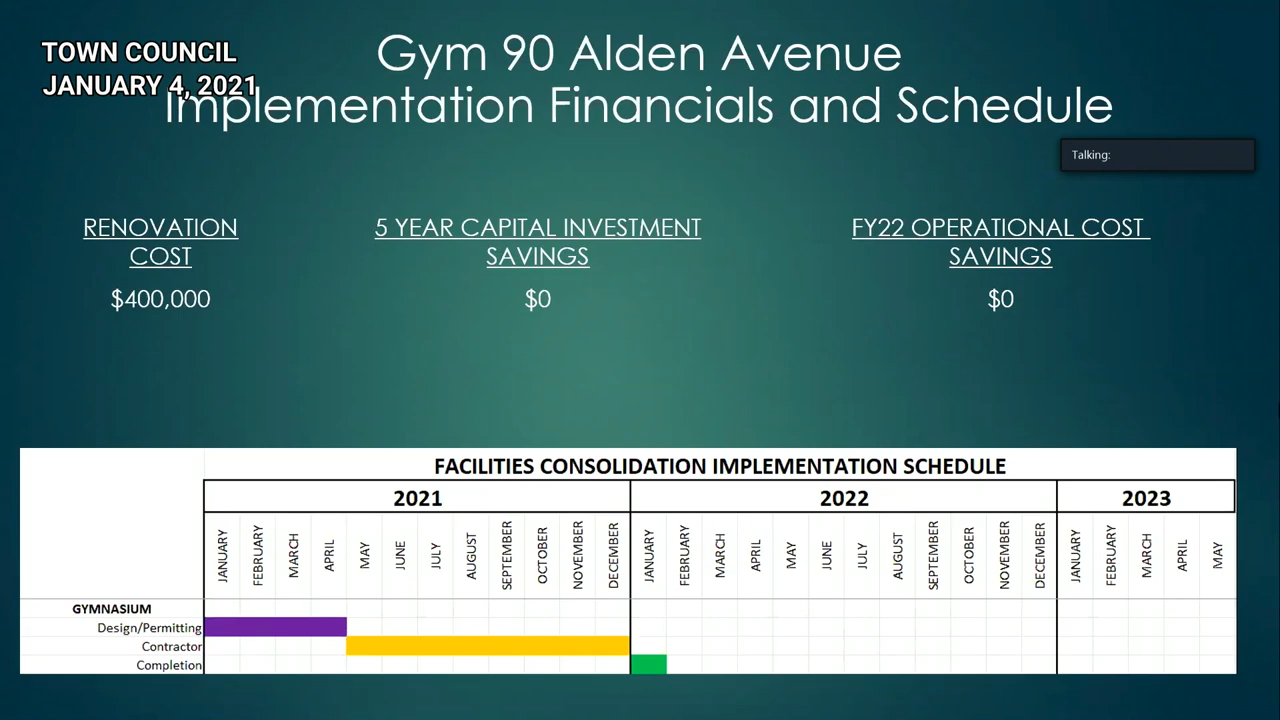 TOWN COUNCIL
JANUARY 4, 2021
Gym 90 Alden Avenue
Implementation Financials and Schedule
Talking:
RENOVATION
COST
$400,000
5 YEAR CAPITAL INVESTMENT
SAVINGS
$0
FY22 OPERATIONAL COST
SAVINGS
$0
FACILITIES CONSOLIDATION IMPLEMENTATION SCHEDULE
2021 2022 2023
JANUARY FEBRUARY MARCH APRIL MAY JUNE JULY AUGUST SEPTEMBER OCTOBER NOVEMBER DECEMBER JANUARY FEBRUARY MARCH APRIL MAY JUNE JULY AUGUST SEPTEMBER OCTOBER NOVEMBER DECEMBER JANUARY FEBRUARY MARCH APRIL MAY
GYMNASIUM
Design/Permitting
Contractor
Completion